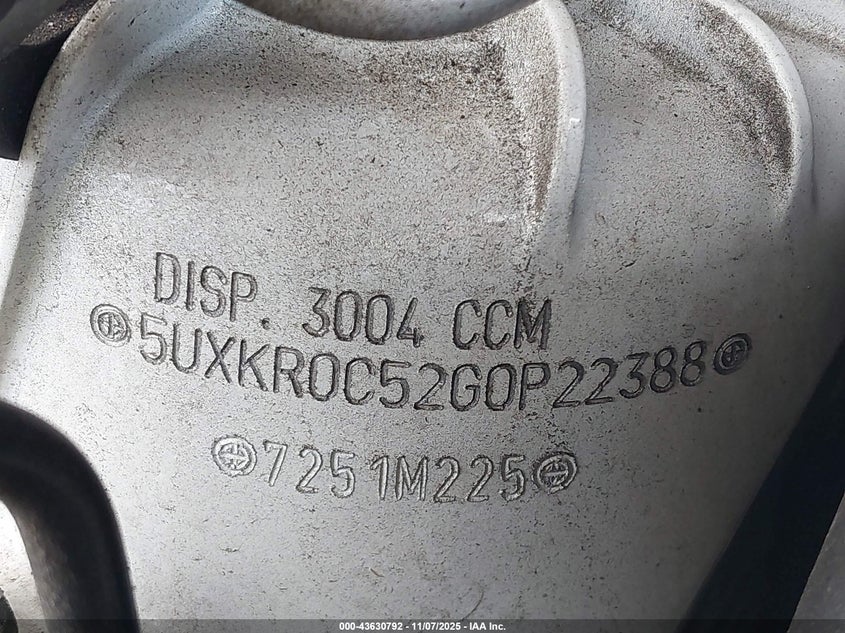 DISP. 3004 CCM
5UXKR0C52G0P22388
7251M225
000-43630792 - 11/07/2025 - IAA Inc.